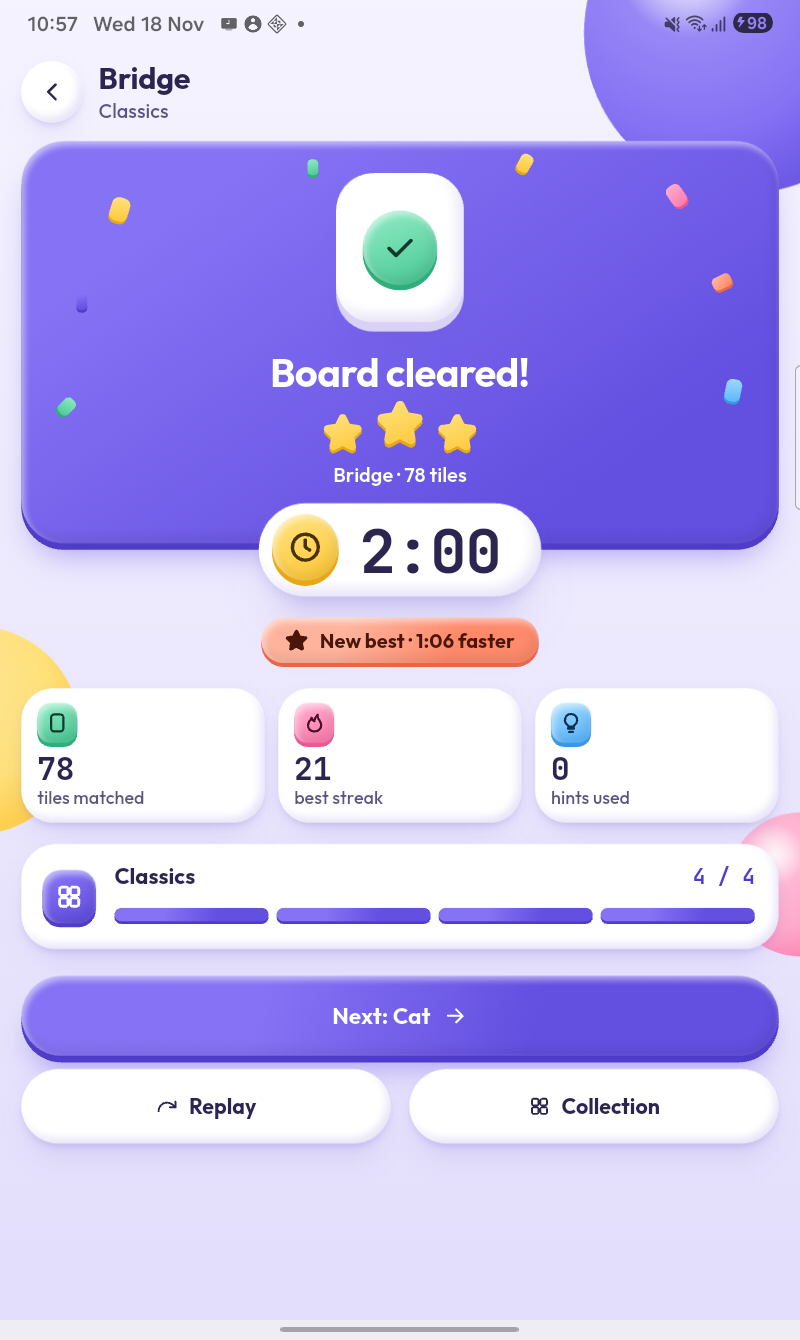 10:57 Wed 18 Nov
98
Bridge
Classics
Board cleared!
Bridge · 78 tiles
2:00
New best · 1:06 faster
78
tiles matched
21
best streak
0
hints used
Classics
4 / 4
Next: Cat →
Replay
Collection